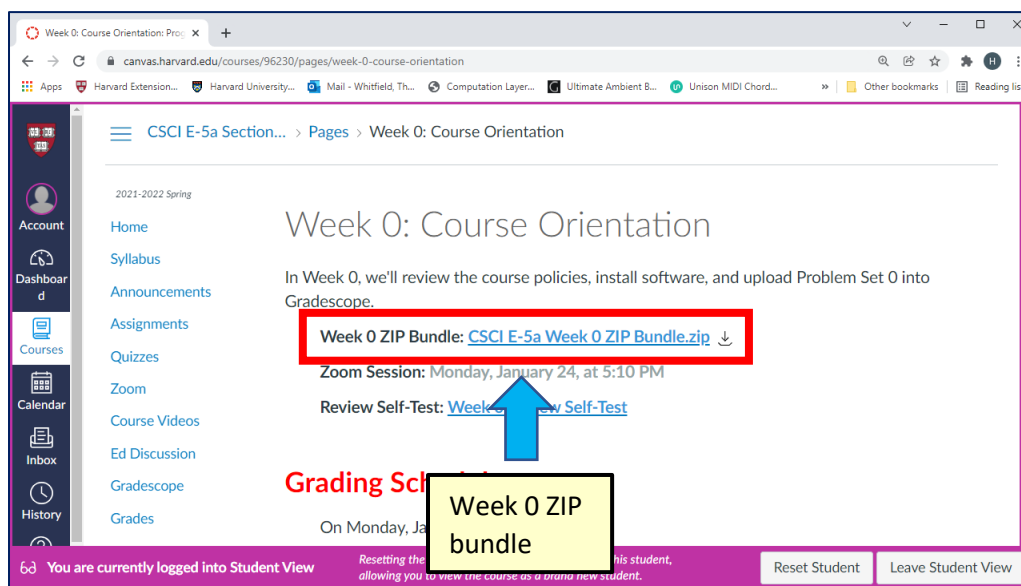 Week 0: Course Orientation: Prog
canvas.harvard.edu/courses/96230/pages/week-0-course-orientation
H
Apps Harvard Extension... Harvard University... Mail - Whitfield, Th... Computation Layer... Ultimate Ambient B... Unison MIDI Chord... » Other bookmarks Reading lis
CSCI E-5a Section... > Pages > Week 0: Course Orientation
Account
Dashboar
d
Courses
Calendar
Inbox
History
2021-2022 Spring
Home
Syllabus
Announcements
Assignments
Quizzes
Zoom
Course Videos
Ed Discussion
Gradescope
Grades
Week 0: Course Orientation
In Week 0, we'll review the course policies, install software, and upload Problem Set 0 into
Gradescope.
Week 0 ZIP Bundle: CSCI E-5a Week 0 ZIP Bundle.zip
Zoom Session: Monday, January 24, at 5:10 PM
Review Self-Test: Week Self-Test
Grading
On Monday,
Week 0 ZIP
bundle
You are currently logged into Student View
Resetting the his student,
allowing you to view the course as a brand new student.
Reset Student
Leave Student View